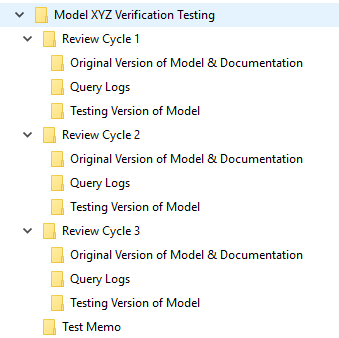 Model XYZ Verification Testing
Review Cycle 1
Original Version of Model & Documentation
Query Logs
Testing Version of Model
Review Cycle 2
Original Version of Model & Documentation
Query Logs
Testing Version of Model
Review Cycle 3
Original Version of Model & Documentation
Query Logs
Testing Version of Model
Test Memo